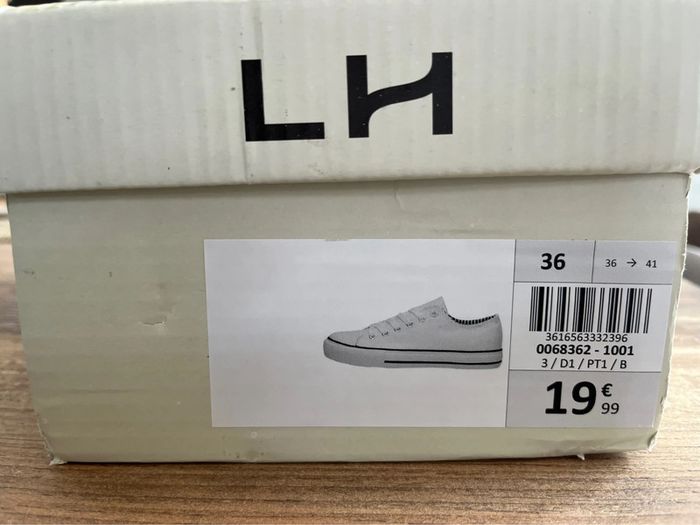 LH
36
36 → 41
3616563332396
0068362 - 1001
3 / D1 / PT1 / B
19 €99